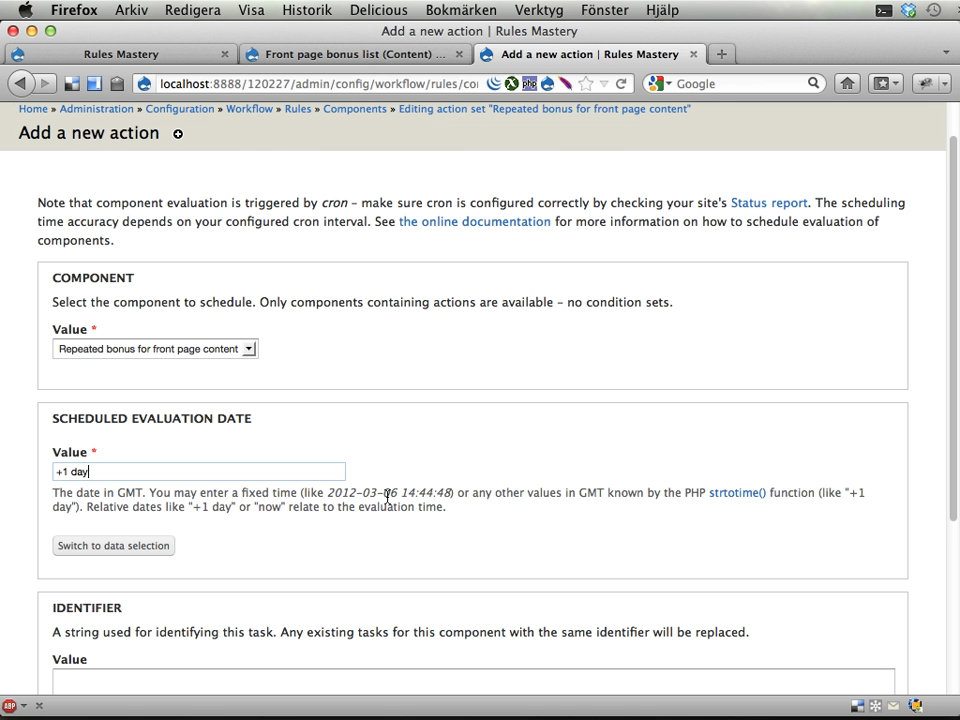 Firefox Arkiv Redigera Visa Historik Delicious Bokmärken Verktyg Fönster Hjälp
Add a new action | Rules Mastery
Rules Mastery Front page bonus list (Content) ... Add a new action | Rules Mastery
localhost:8888/120227/admin/config/workflow/rules/co Google
Home » Administration » Configuration » Workflow » Rules » Components » Editing action set "Repeated bonus for front page content"
Add a new action
Note that component evaluation is triggered by cron – make sure cron is configured correctly by checking your site's Status report. The scheduling
time accuracy depends on your configured cron interval. See the online documentation for more information on how to schedule evaluation of
components.
COMPONENT
Select the component to schedule. Only components containing actions are available – no condition sets.
Value *
Repeated bonus for front page content
SCHEDULED EVALUATION DATE
Value *
+1 day
The date in GMT. You may enter a fixed time (like 2012-03-06 14:44:48) or any other values in GMT known by the PHP strtotime() function (like "+1
day"). Relative dates like "+1 day" or "now" relate to the evaluation time.
Switch to data selection
IDENTIFIER
A string used for identifying this task. Any existing tasks for this component with the same identifier will be replaced.
Value
ABP